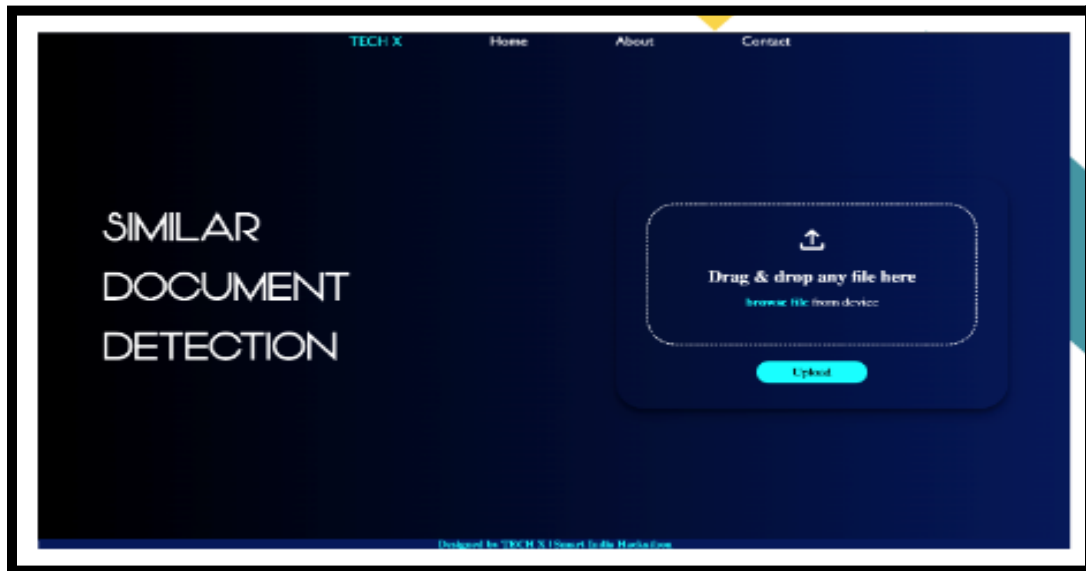 TECH X Home About Contact
SIMILAR
DOCUMENT
DETECTION
Drag & drop any file here
browse file from device
Upload
Designed by TECH X | Smart India Hackathon